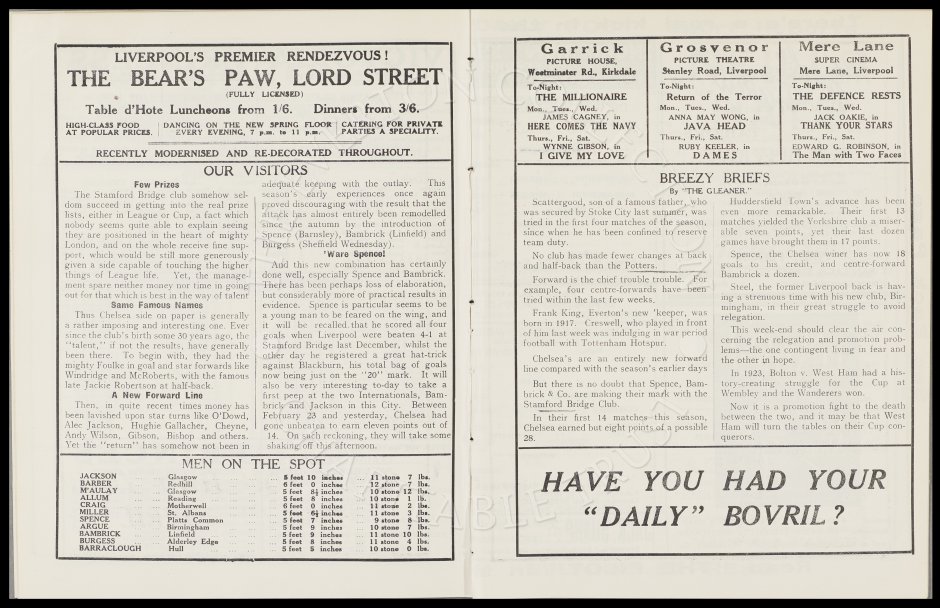 LIVERPOOL'S PREMIER RENDEZVOUS!
THE BEAR'S PAW, LORD STREET
(FULLY LICENSED)
Table d'Hote Luncheons from 1/6. Dinners from 3/6.
HIGH-CLASS FOOD
AT POPULAR PRICES.
DANCING ON THE NEW SPRING FLOOR
EVERY EVENING, 7 p.m. to 11 p.m.
CATERING FOR PRIVATE
PARTIES A SPECIALITY.
RECENTLY MODERNISED AND RE-DECORATED THROUGHOUT.
OUR VISITORS
Few Prizes
The Stamford Bridge club somehow sel-
dom succeed in getting into the real prize
lists, either in League or Cup, a fact which
nobody seems quite able to explain seeing
they are positioned in the heart of mighty
London, and on the whole receive fine sup-
port, which would be still more generously
given a side capable of touching the higher
things of League life. Yet, the manage-
ment spare neither money nor time in going
out for that which is best in the way of talent
Same Famous Names
Thus Chelsea side on paper is generally
a rather imposing and interesting one. Ever
since the club's birth some 30 years ago, the
"talent," if not the results, have generally
been there. To begin with, they had the
mighty Foulke in goal and star forwards like
Windridge and McRoberts, with the famous
late Jackie Robertson at half-back.
A New Forward Line
Then, in quite recent times money has
been lavished upon star turns like O'Dowd,
Alec Jackson, Hughie Gallacher, Cheyne,
Andy Wilson, Gibson, Bishop and others.
Yet the "return" has somehow not been in
adequate keeping with the outlay. This
season's early experiences once again
proved discouraging with the result that the
attack has almost entirely been remodelled
since the autumn by the introduction of
Spence (Barnsley), Bambrick (Linfield) and
Burgess (Sheffield Wednesday).
'Ware Spence!
And this new combination has certainly
done well, especially Spence and Bambrick.
There has been perhaps loss of elaboration,
but considerably more of practical results in
evidence. Spence in particular seems to be
a young man to be feared on the wing, and
it will be recalled that he scored all four
goals when 4-Liverpool were beaten 4-1 at
Stamford Bridge last December, whilst the
other day he registered a great hat-trick
against Blackburn, his total bag of goals
now being just on the "20" mark. It will
also be very interesting to-day to take a
first peep at the two Internationals, Bam-
brick and Jackson in this City. Between
February 23 and yesterday, Chelsea had
gone unbeaten to earn eleven points out of
14. On such reckoning, they will take some
shaking off this afternoon.
MEN ON THE SPOT
JACKSON Glasgow ... 5 feet 10 inches ... 11 stone 7 lbs.
BARBER Redhill ... 6 feet 0 inches ... 12 stone 7 lbs.
M'AULAY Glasgow ... 5 feet 8½ inches ... 10 stone 12 lbs.
ALLUM Reading ... 5 feet 8 inches ... 10 stone 1 lb.
CRAIG Motherwell ... 6 feet 0 inches ... 11 stone 2 lbs.
MILLER St. Albans ... 5 feet 6½ inches ... 11 stone 3 lbs.
SPENCE Platts Common ... 5 feet 7 inches ... 9 stone 8 lbs.
ARGUE Birmingham ... 5 feet 9 inches ... 10 stone 7 lbs.
BAMBRICK Linfield ... 5 feet 9 inches ... 11 stone 10 lbs.
BURGESS Alderley Edge ... 5 feet 8 inches ... 11 stone 4 lbs.
BARRACLOUGH Hull ... 5 feet 5 inches ... 10 stone 0 lbs.
Garrick
PICTURE HOUSE,
Westminster Rd., Kirkdale
To-Night:
THE MILLIONAIRE
Mon., Tues., Wed.
JAMES CAGNEY, in
HERE COMES THE NAVY
Thurs., Fri., Sat.
WYNNE GIBSON, in
I GIVE MY LOVE
Grosvenor
PICTURE THEATRE
Stanley Road, Liverpool
To-Night:
Return of the Terror
Mon., Tues., Wed.
ANNA MAY WONG, in
JAVA HEAD
Thurs., Fri., Sat.
RUBY KEELER, in
DAMES
Mere Lane
SUPER CINEMA
Mere Lane, Liverpool
To-Night:
THE DEFENCE RESTS
Mon., Tues., Wed.
JACK OAKIE, in
THANK YOUR STARS
Thurs., Fri., Sat.
EDWARD G. ROBINSON, in
The Man with Two Faces
BREEZY BRIEFS
By "THE GLEANER."
Scattergood, son of a famous father, who
was secured by Stoke City last summer, was
tried in the first four matches of the season,
since when he has been confined to reserve
team duty.
No club has made fewer changes at back
and half-back than the Potters.
Forward is the chief trouble trouble. For
example, four centre-forwards have been
tried within the last few weeks.
Frank King, Everton's new 'keeper, was
born in 1917. Creswell, who played in front
of him last week was indulging in war period
football with Tottenham Hotspur.
Chelsea's are an entirely new forward
line compared with the season's earlier days
But there is no doubt that Spence, Bam-
brick & Co. are making their mark with the
Stamford Bridge Club.
In their first 14 matches this season,
Chelsea earned but eight points of a possible
28.
Huddersfield Town's advance has been
even more remarkable. Their first 13
matches yielded the Yorkshire club a miser-
able seven points, yet their last dozen
games have brought them in 17 points.
Spence, the Chelsea winer has now 18
goals to his credit, and centre-forward
Bambrick a dozen.
Steel, the former Liverpool back is hav-
ing a strenuous time with his new club, Bir-
mingham, in their great struggle to avoid
relegation.
This week-end should clear the air con-
cerning the relegation and promotion prob-
lems—the one contingent living in fear and
the other in hope.
In 1923, Bolton v. West Ham had a his-
tory-creating struggle for the Cup at
Wembley and the Wanderers won.
Now it is a promotion fight to the death
between the two, and it may be that West
Ham will turn the tables on their Cup con-
querors.
HAVE YOU HAD YOUR
"DAILY" BOVRIL?